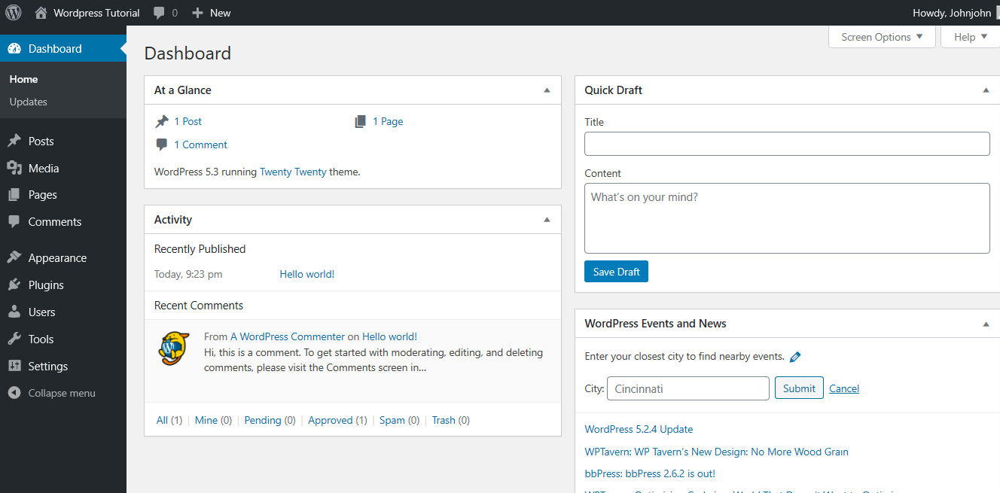 Wordpress Tutorial 0 New Howdy, Johnjohn
Screen Options Help
Dashboard
Home
Updates
Posts
Media
Pages
Comments
Appearance
Plugins
Users
Tools
Settings
Collapse menu
Dashboard
At a Glance
1 Post 1 Page
1 Comment
WordPress 5.3 running Twenty Twenty theme.
Activity
Recently Published
Today, 9:23 pm Hello world!
Recent Comments
From A WordPress Commenter on Hello world!
Hi, this is a comment. To get started with moderating, editing, and deleting
comments, please visit the Comments screen in...
All (1) | Mine (0) | Pending (0) | Approved (1) | Spam (0) | Trash (0)
Quick Draft
Title
Content
What's on your mind?
Save Draft
WordPress Events and News
Enter your closest city to find nearby events.
City: Cincinnati Submit Cancel
WordPress 5.2.4 Update
WPTavern: WP Tavern's New Design: No More Wood Grain
bbPress: bbPress 2.6.2 is out!